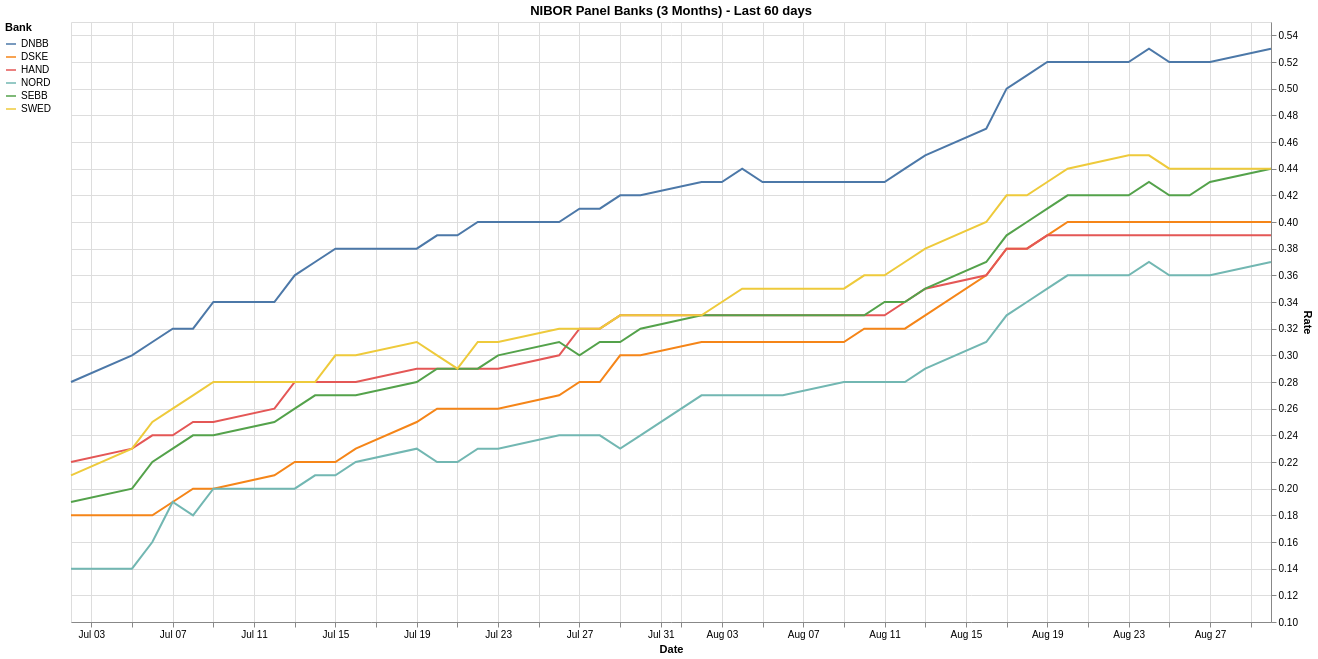 NIBOR Panel Banks (3 Months) - Last 60 days
Bank
DNBB
DSKE
HAND
NORD
SEBB
SWED
0.54
0.52
0.50
0.48
0.46
0.44
0.42
0.40
0.38
0.36
0.34
0.32
0.30
0.28
0.26
0.24
0.22
0.20
0.18
0.16
0.14
0.12
0.10
Rate
Jul 03 Jul 07 Jul 11 Jul 15 Jul 19 Jul 23 Jul 27 Jul 31 Aug 03 Aug 07 Aug 11 Aug 15 Aug 19 Aug 23 Aug 27
Date